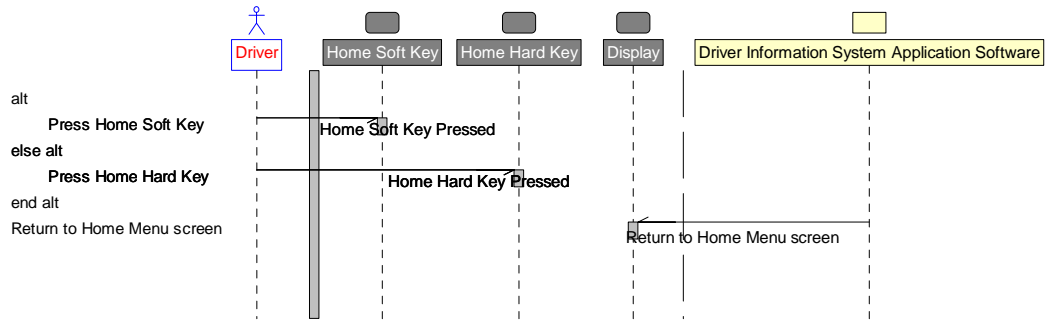 Driver
Home Soft Key
Home Hard Key
Display
Driver Information System Application Software
alt
Press Home Soft Key
Home Soft Key Pressed
else alt
Press Home Hard Key
Home Hard Key Pressed
end alt
Return to Home Menu screen
Return to Home Menu screen